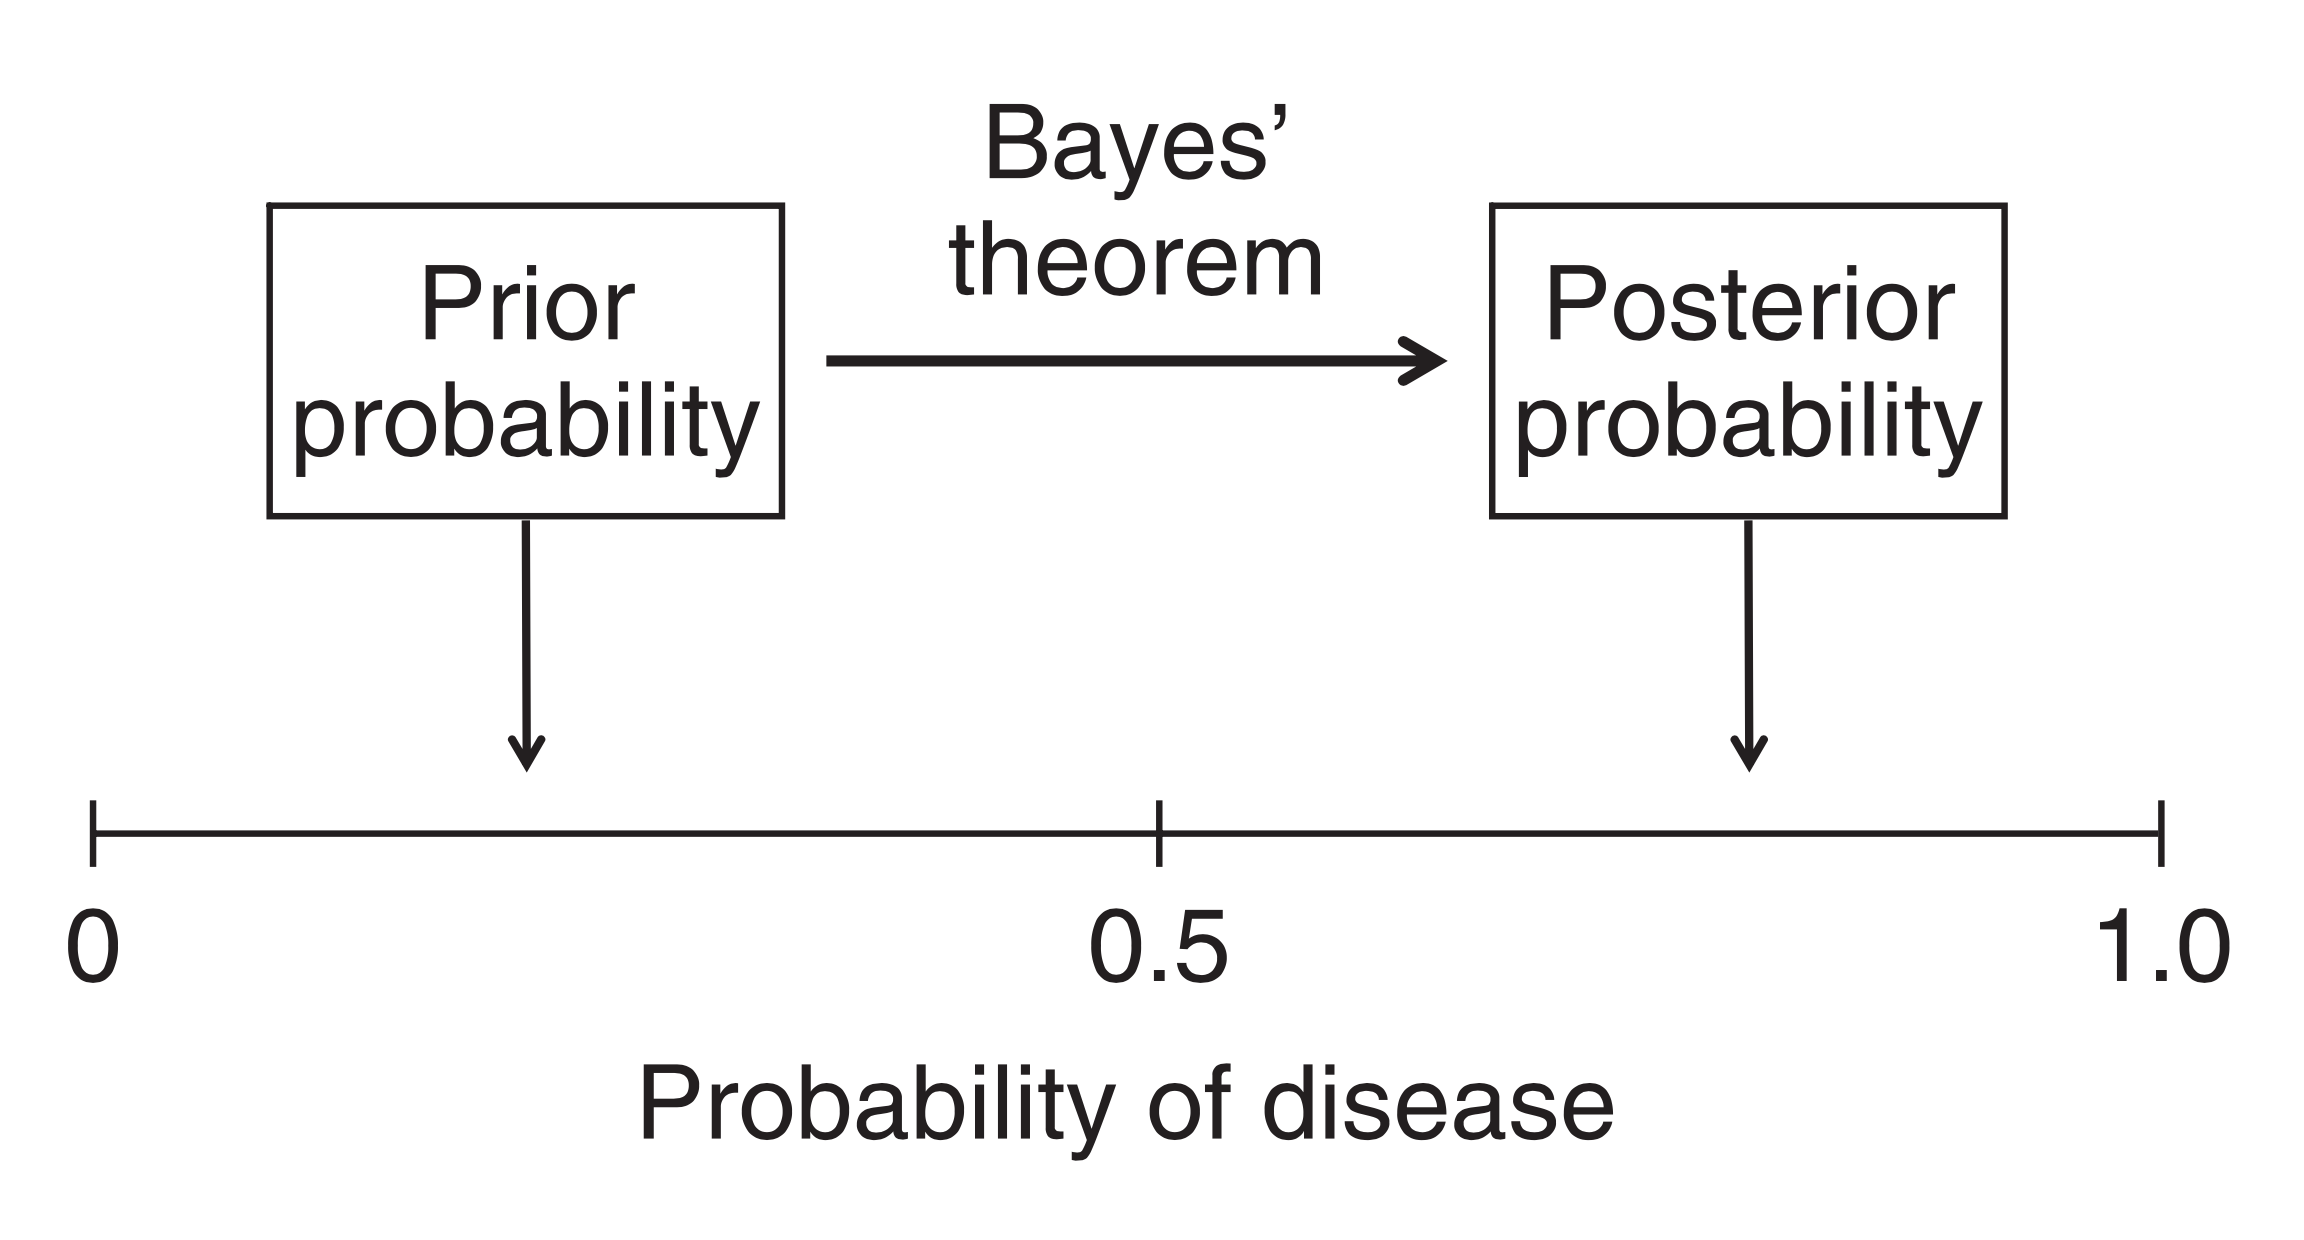 Bayes’
theorem
Prior
probability
Posterior
probability
0
0.5
1.0
Probability of disease